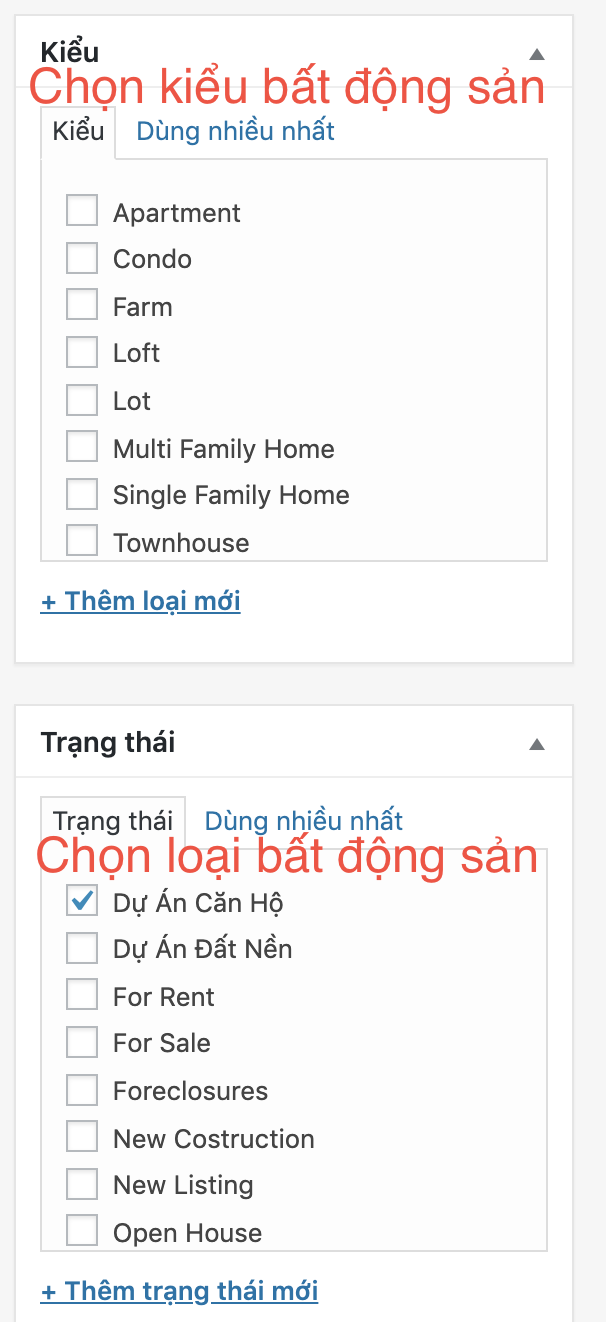 Kiểu
Chọn kiểu bất động sản
Kiểu Dùng nhiều nhất
Apartment
Condo
Farm
Loft
Lot
Multi Family Home
Single Family Home
Townhouse
+ Thêm loại mới
Trạng thái
Trạng thái Dùng nhiều nhất
Chọn loại bất động sản
Dự Án Căn Hộ
Dự Án Đất Nền
For Rent
For Sale
Foreclosures
New Costruction
New Listing
Open House
+ Thêm trạng thái mới